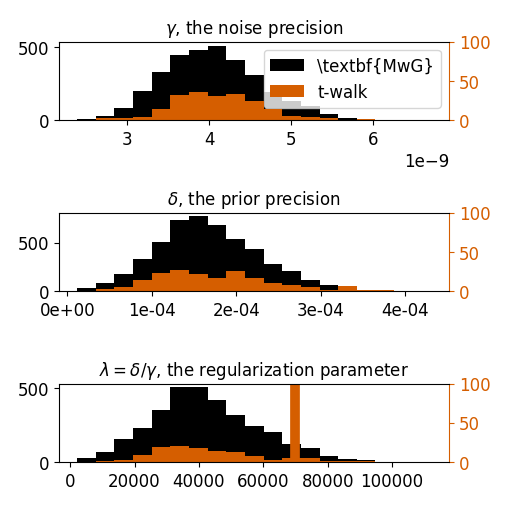 γ, the noise precision
500
0
100
50
0
\textbf{MwG}
t-walk
3 4 5 6
1e−9
δ, the prior precision
500
0
100
50
0
0e+00 1e-04 2e-04 3e-04 4e-04
λ = δ/γ, the regularization parameter
500
0
100
50
0
0 20000 40000 60000 80000 100000